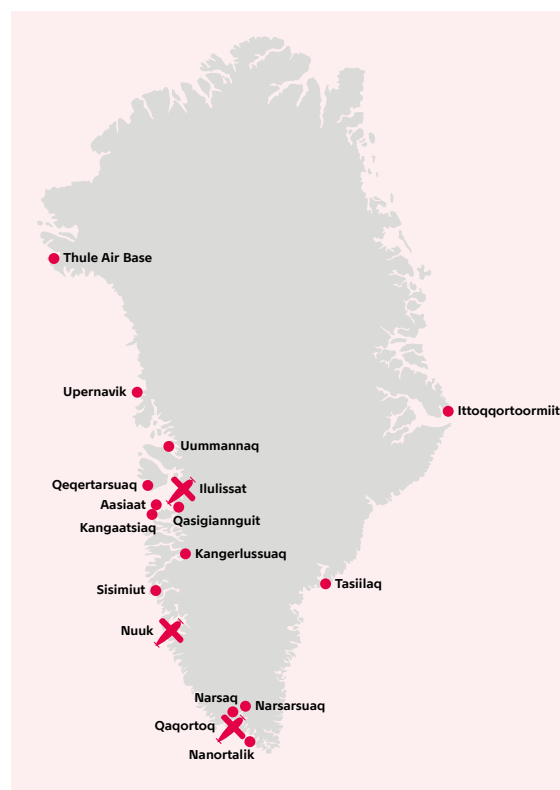 Thule Air Base
Upernavik
Ittoqqortoormiit
Uummannaq
Qeqertarsuaq
Ilulissat
Aasiaat
Qasigiannguit
Kangaatsiaq
Kangerlussuaq
Tasiilaq
Sisimiut
Nuuk
Narsaq
Narsarsuaq
Qaqortoq
Nanortalik